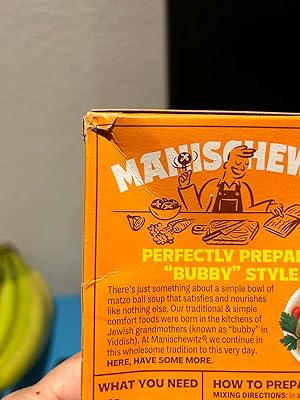 MANISCHEW
PERFECTLY PREPA
"BUBBY" STYLE
There's just something about a simple bowl of
matzo ball soup that satisfies and nourishes
like nothing else. Our traditional & simple
comfort foods were born in the kitchens of
Jewish grandmothers (known as "bubby" in
Yiddish). At Manischewitz®, we continue in
this wholesome tradition to this very day.
HERE, HAVE SOME MORE.
WHAT YOU NEED
HOW TO PREPA
MIXING DIRECTIONS: In a